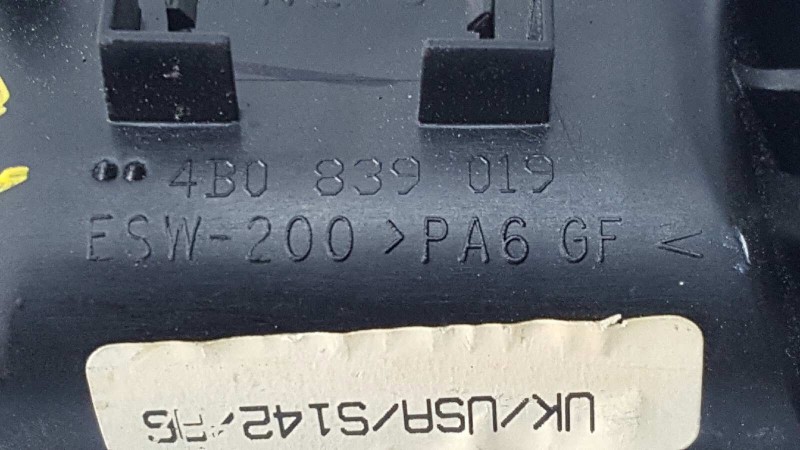 4B0 839 019
ESW-200 >PA6 GF <
UK/USA/S142/